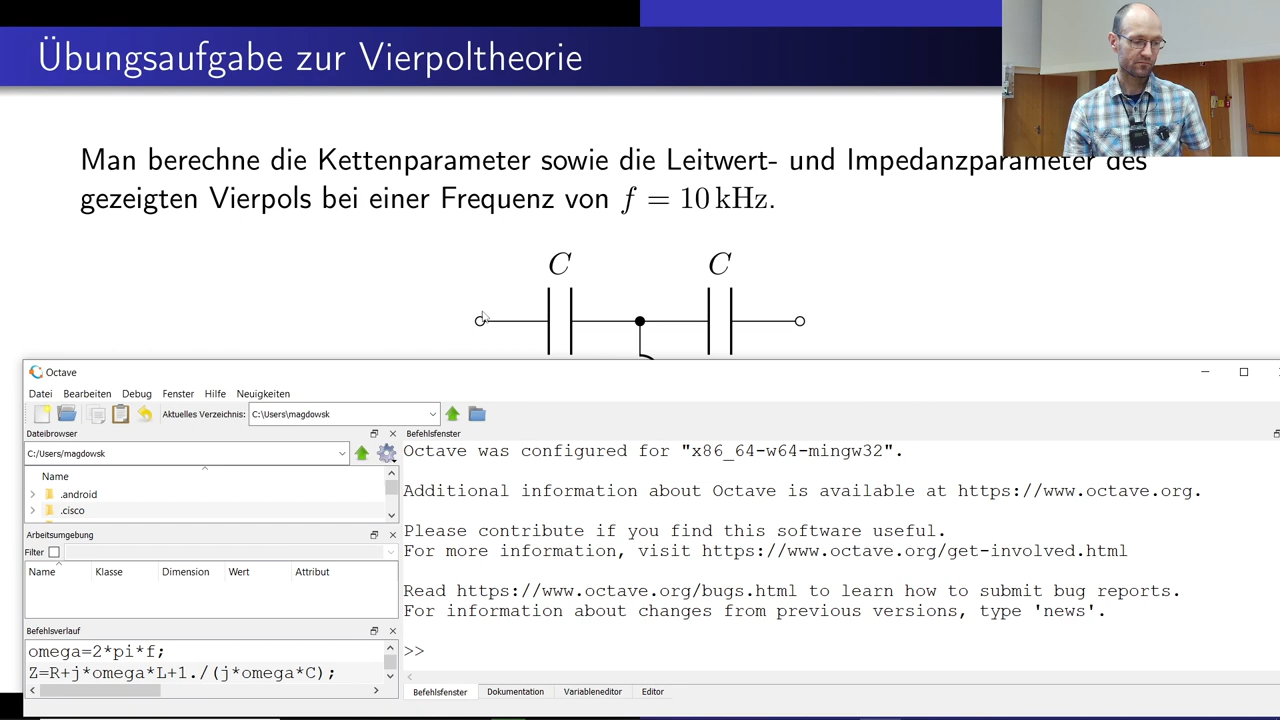 Übungsaufgabe zur Vierpoltheorie
Man berechne die Kettenparameter sowie die Leitwert- und Impedanzparameter des
gezeigten Vierpols bei einer Frequenz von f = 10 kHz.
C C
Octave
Datei Bearbeiten Debug Fenster Hilfe Neuigkeiten
Aktuelles Verzeichnis: C:\Users\magdowsk
Dateibrowser
C:/Users/magdowsk
Name
.android
.cisco
Arbeitsumgebung
Filter
Name Klasse Dimension Wert Attribut
Befehlsverlauf
omega=2*pi*f;
Z=R+j*omega*L+1./(j*omega*C);
Befehlsfenster
Octave was configured for "x86_64-w64-mingw32".
Additional information about Octave is available at https://www.octave.org.
Please contribute if you find this software useful.
For more information, visit https://www.octave.org/get-involved.html
Read https://www.octave.org/bugs.html to learn how to submit bug reports.
For information about changes from previous versions, type 'news'.
>>
Befehlsfenster Dokumentation Variableneditor Editor